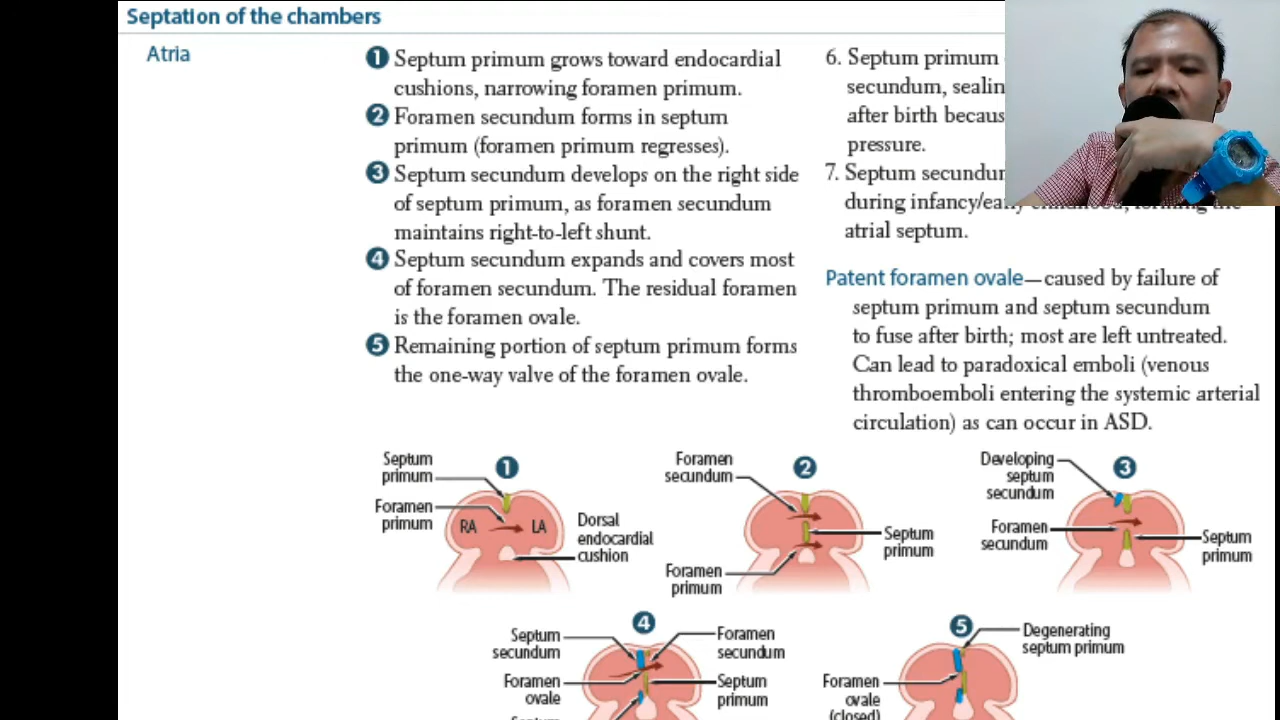 Septation of the chambers
Atria
1 Septum primum grows toward endocardial
cushions, narrowing foramen primum.
2 Foramen secundum forms in septum
primum (foramen primum regresses).
3 Septum secundum develops on the right side
of septum primum, as foramen secundum
maintains right-to-left shunt.
4 Septum secundum expands and covers most
of foramen secundum. The residual foramen
is the foramen ovale.
5 Remaining portion of septum primum forms
the one-way valve of the foramen ovale.
6. Septum primum
secundum, sealin
after birth becaus
pressure.
7. Septum secundum
during infancy/early childhood, forming the
atrial septum.
Patent foramen ovale—caused by failure of
septum primum and septum secundum
to fuse after birth; most are left untreated.
Can lead to paradoxical emboli (venous
thromboemboli entering the systemic arterial
circulation) as can occur in ASD.
1
Septum
primum
Foramen
primum
RA
LA
Dorsal
endocardial
cushion
2
Foramen
secundum
Septum
primum
Foramen
primum
3
Developing
septum
secundum
Foramen
secundum
Septum
primum
4
Septum
secundum
Foramen
ovale
Foramen
secundum
Septum
primum
5
Degenerating
septum primum
Foramen
ovale
(closed)